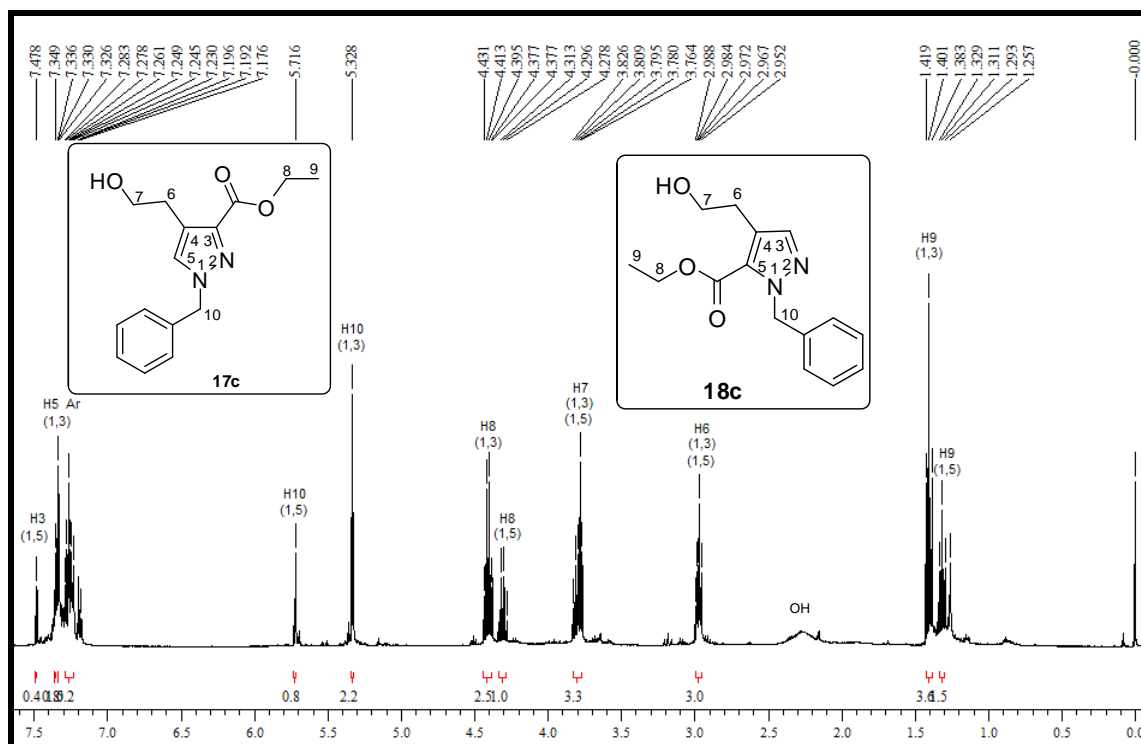 7.478 7.349 7.336 7.330 7.326 7.283 7.278 7.261 7.249 7.245 7.230 7.196 7.192 7.176 5.716 5.328 4.431 4.413 4.395 4.377 4.377 4.313 4.296 4.278 3.826 3.809 3.795 3.780 3.764 2.988 2.984 2.972 2.967 2.952 1.419 1.401 1.383 1.329 1.311 1.293 1.257 -0.000
HO 7 6 O 8 9 O
4 3 5 1 2 N N
10
17c
HO 7 6
4 3 9 8 O 5 1 2 N N
O 10
18c
H3
(1,5)
H5 Ar
(1,3)
H10
(1,5)
H10
(1,3)
H8
(1,3)
H8
(1,5)
H7
(1,3)
(1,5)
H6
(1,3)
(1,5)
OH
H9
(1,3)
H9
(1,5)
0.4 0.2 0.8 2.2 2.5 1.0 3.3 3.0 3.6 1.5
7.5 7.0 6.5 6.0 5.5 5.0 4.5 4.0 3.5 3.0 2.5 2.0 1.5 1.0 0.5 0.0